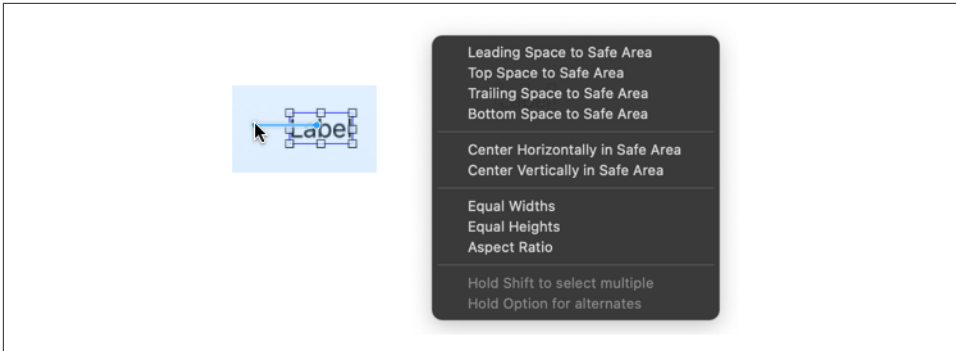 Label
Leading Space to Safe Area
Top Space to Safe Area
Trailing Space to Safe Area
Bottom Space to Safe Area
Center Horizontally in Safe Area
Center Vertically in Safe Area
Equal Widths
Equal Heights
Aspect Ratio
Hold Shift to select multiple
Hold Option for alternates